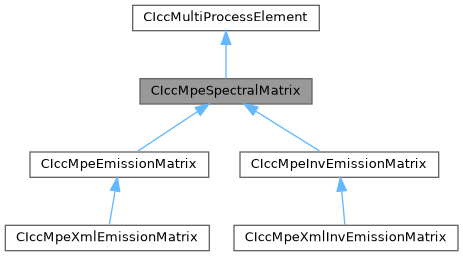 CIccMultiProcessElement
CIccMpeSpectralMatrix
CIccMpeEmissionMatrix
CIccMpeInvEmissionMatrix
CIccMpeXmlEmissionMatrix
CIccMpeXmlInvEmissionMatrix